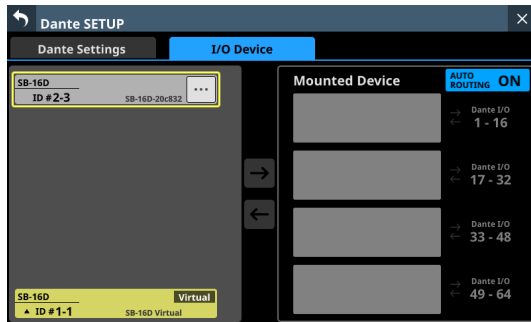 Dante SETUP
Dante Settings
I/O Device
SB-16D
ID #2-3
SB-16D-20c832
...
Mounted Device
AUTO ROUTING ON
Dante I/O
1 - 16
Dante I/O
17 - 32
Dante I/O
33 - 48
Dante I/O
49 - 64
SB-16D
Virtual
ID #1-1
SB-16D Virtual